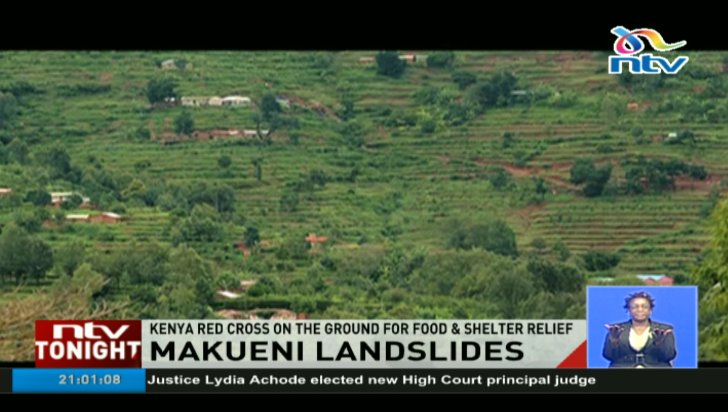 ntv
KENYA RED CROSS ON THE GROUND FOR FOOD & SHELTER RELIEF
ntv
TONIGHT
MAKUENI LANDSLIDES
21:01:08
Justice Lydia Achode elected new High Court principal judge